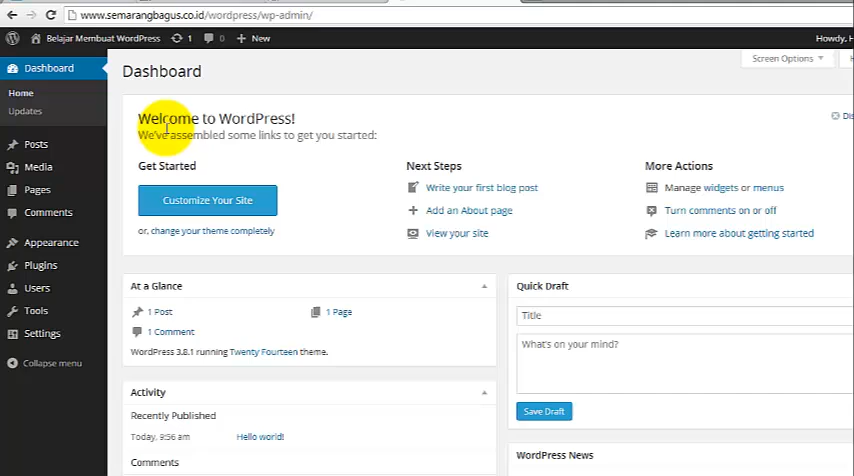 www.semarangbagus.co.id/wordpress/wp-admin/
Belajar Membuat WordPress 1 0 New
Howdy, H
Dashboard
Home
Updates
Posts
Media
Pages
Comments
Appearance
Plugins
Users
Tools
Settings
Collapse menu
Screen Options
Dashboard
Welcome to WordPress!
We've assembled some links to get you started:
Dis
Get Started
Customize Your Site
or, change your theme completely
Next Steps
Write your first blog post
Add an About page
View your site
More Actions
Manage widgets or menus
Turn comments on or off
Learn more about getting started
At a Glance
1 Post
1 Page
1 Comment
WordPress 3.8.1 running Twenty Fourteen theme.
Activity
Recently Published
Today, 9:56 am Hello world!
Comments
Quick Draft
Title
What's on your mind?
Save Draft
WordPress News